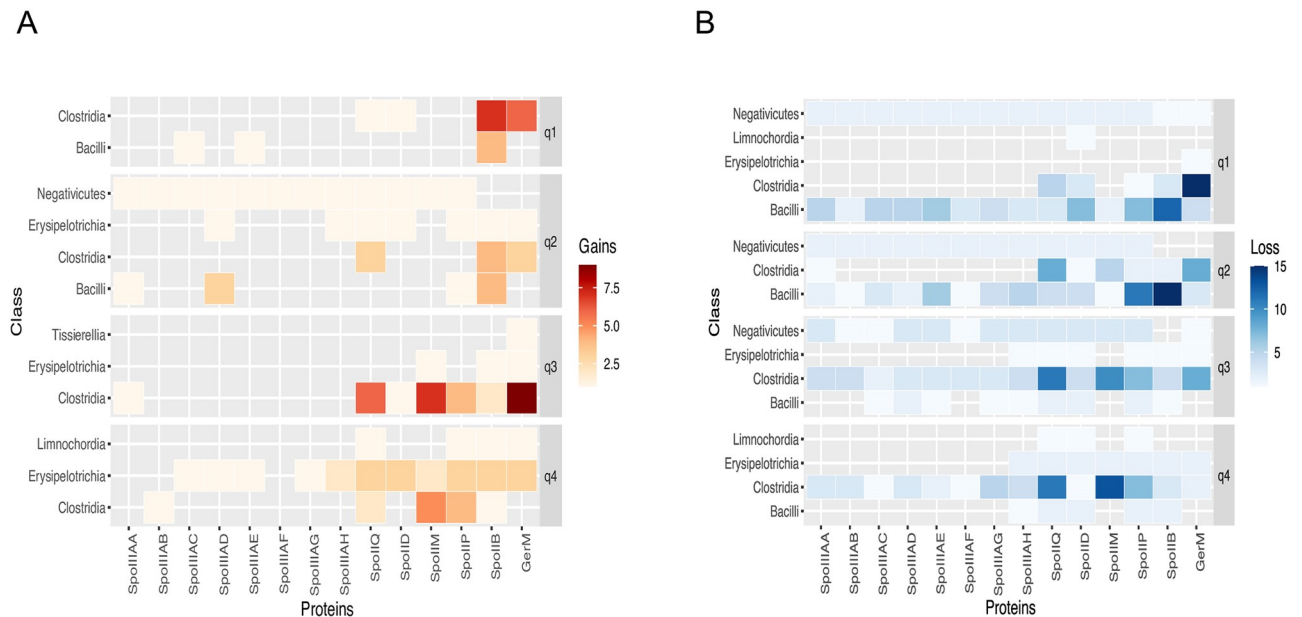 A
B
Class
Clostridia
Bacilli
q1
Negativicutes
Erysipelotrichia
Clostridia
Bacilli
q2
Tissierellia
Erysipelotrichia
Clostridia
q3
Limnochordia
Erysipelotrichia
Clostridia
q4
SpoIIIAA
SpoIIIAB
SpoIIIAC
SpoIIIAD
SpoIIIAE
SpoIIIAF
SpoIIIAG
SpoIIIAH
SpoIIQ
SpoIID
SpoIIM
SpoIIP
SpoIIB
GerM
Proteins
Gains
7.5
5.0
2.5
Class
Negativicutes
Limnochordia
Erysipelotrichia
Clostridia
Bacilli
q1
Negativicutes
Clostridia
Bacilli
q2
Negativicutes
Erysipelotrichia
Clostridia
Bacilli
q3
Limnochordia
Erysipelotrichia
Clostridia
Bacilli
q4
SpoIIIAA
SpoIIIAB
SpoIIIAC
SpoIIIAD
SpoIIIAE
SpoIIIAF
SpoIIIAG
SpoIIIAH
SpoIIQ
SpoIID
SpoIIM
SpoIIP
SpoIIB
GerM
Proteins
Loss
15
10
5